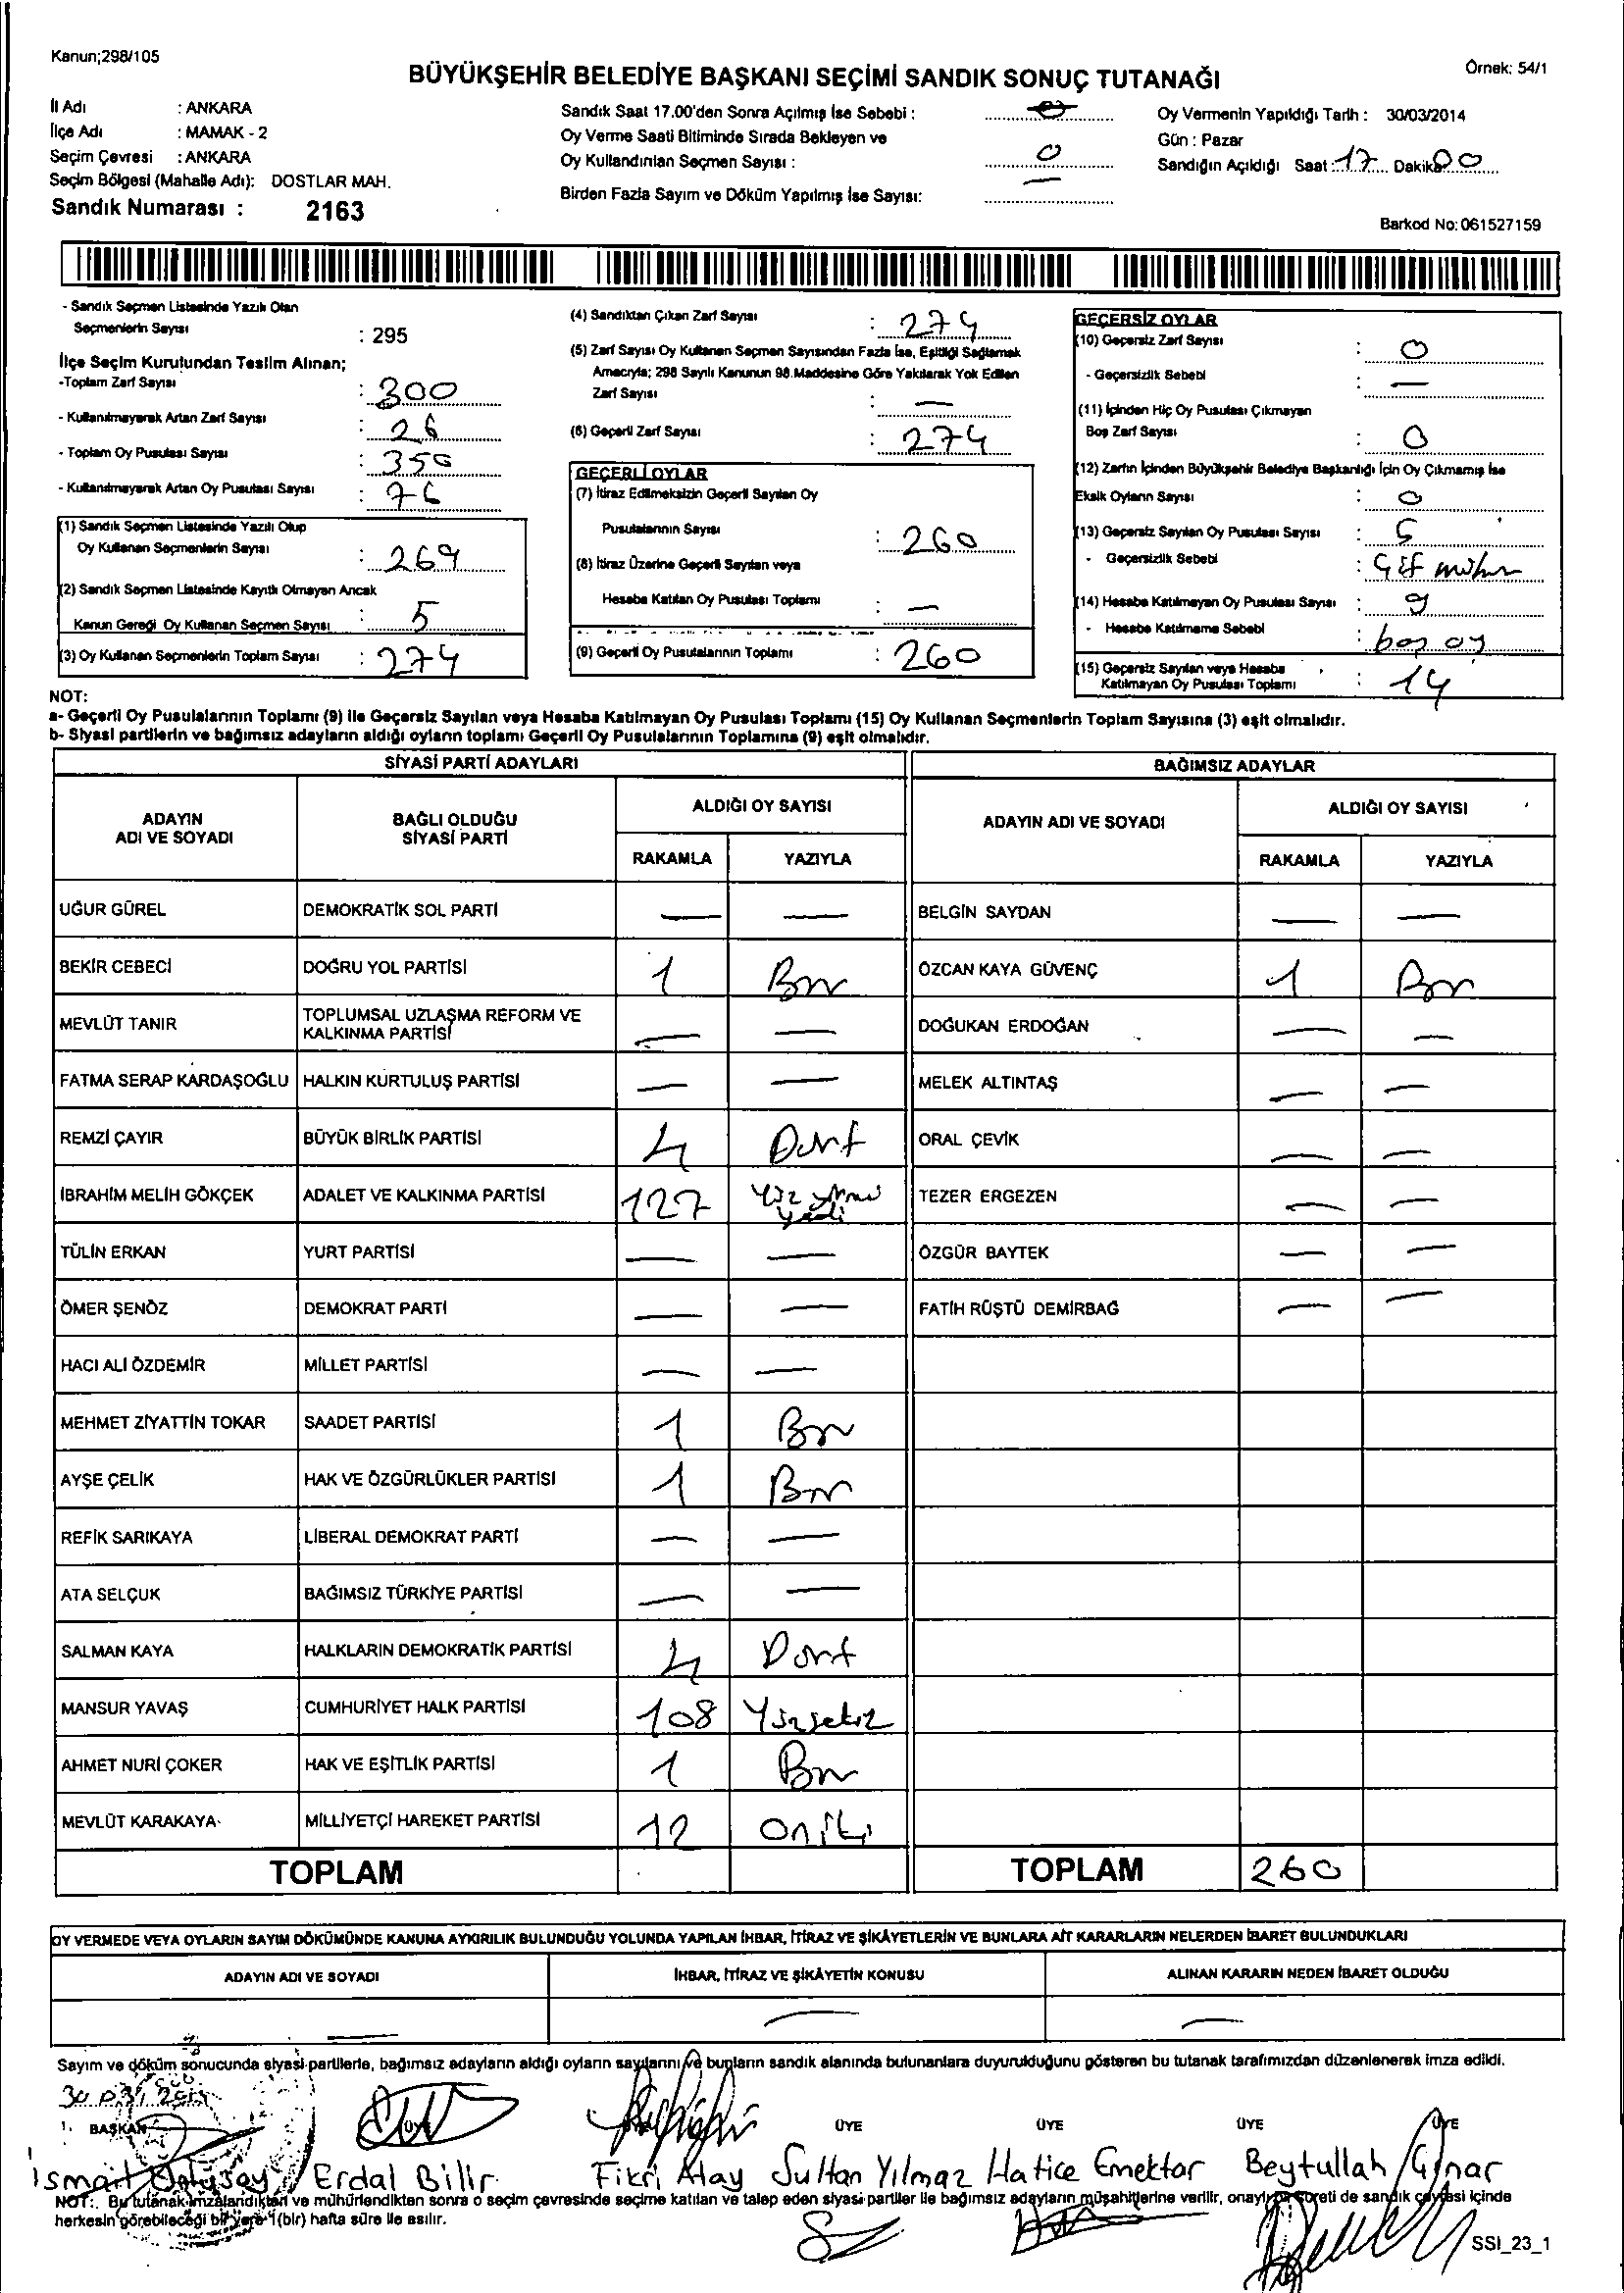 Kanun;298/105
Örnek: 54/1
BÜYÜKŞEHİR BELEDİYE BAŞKANI SEÇİMİ SANDIK SONUÇ TUTANAĞI
İl Adı : ANKARA
İlçe Adı : MAMAK - 2
Seçim Çevresi : ANKARA
Seçim Bölgesi (Mahalle Adı): DOSTLAR MAH.
Sandık Numarası : 2163
Sandık Saat 17.00'den Sonra Açılmış İse Sebebi :
Oy Verme Saati Bitiminde Sırada Bekleyen ve
Oy Kullandırılan Seçmen Sayısı : 0
Birden Fazla Sayım ve Döküm Yapılmış İse Sayısı: —
Oy Vermenin Yapıldığı Tarih : 30/03/2014
Gün : Pazar
Sandığın Açıldığı Saat : 17 Dakika 00
Barkod No: 061527159
- Sandık Seçmen Listesinde Yazılı Olan
Seçmenlerin Sayısı : 295
İlçe Seçim Kurulundan Teslim Alınan;
-Toplam Zarf Sayısı : 300
- Kullanılmayarak Artan Zarf Sayısı : 26
- Toplam Oy Pusulası Sayısı : 350
- Kullanılmayarak Artan Oy Pusulası Sayısı : 76
(1) Sandık Seçmen Listesinde Yazılı Olup
Oy Kullanan Seçmenlerin Sayısı : 269
(2) Sandık Seçmen Listesinde Kayıtlı Olmayan Ancak
Kanun Gereği Oy Kullanan Seçmen Sayısı : 5
(3) Oy Kullanan Seçmenlerin Toplam Sayısı : 274
(4) Sandıktan Çıkan Zarf Sayısı : 274
(5) Zarf Sayısı Oy Kullanan Seçmen Sayısından Fazla İse, Eşitliği Sağlamak
Amacıyla; 298 Sayılı Kanunun 98.Maddesine Göre Yakılarak Yok Edilen
Zarf Sayısı : —
(6) Geçerli Zarf Sayısı : 274
GEÇERLİ OYLAR
(7) İtiraz Edilmeksizin Geçerli Sayılan Oy
Pusulalarının Sayısı : 260
(8) İtiraz Üzerine Geçerli Sayılan veya
Hesaba Katılan Oy Pusulası Toplamı : —
(9) Geçerli Oy Pusulalarının Toplamı : 260
GEÇERSİZ OYLAR
(10) Geçersiz Zarf Sayısı : 0
- Geçersizlik Sebebi : —
(11) İçinden Hiç Oy Pusulası Çıkmayan
Boş Zarf Sayısı : 0
(12) Zarfın İçinden Büyükşehir Belediye Başkanlığı İçin Oy Çıkmamış İse
Eksik Oyların Sayısı : 0
(13) Geçersiz Sayılan Oy Pusulası Sayısı : 5
- Geçersizlik Sebebi : Çift mühür
(14) Hesaba Katılmayan Oy Pusulası Sayısı : 9
- Hesaba Katılmama Sebebi : boş oy
(15) Geçersiz Sayılan veya Hesaba
Katılmayan Oy Pusulası Toplamı : 14
NOT:
a- Geçerli Oy Pusulalarının Toplamı (9) ile Geçersiz Sayılan veya Hesaba Katılmayan Oy Pusulası Toplamı (15) Oy Kullanan Seçmenlerin Toplam Sayısına (3) eşit olmalıdır.
b- Siyasi partilerin ve bağımsız adayların aldığı oyların toplamı Geçerli Oy Pusulalarının Toplamına (9) eşit olmalıdır.
SİYASİ PARTİ ADAYLARI
BAĞIMSIZ ADAYLAR
ADAYIN ADI VE SOYADI
BAĞLI OLDUĞU SİYASİ PARTİ
ALDIĞI OY SAYISI
RAKAMLA YAZIYLA
ADAYIN ADI VE SOYADI
ALDIĞI OY SAYISI
RAKAMLA YAZIYLA
UĞUR GÜREL DEMOKRATİK SOL PARTİ — — BELGİN SAYDAN — —
BEKİR CEBECİ DOĞRU YOL PARTİSİ 1 Bir ÖZCAN KAYA GÜVENÇ 1 Bir
MEVLÜT TANIR TOPLUMSAL UZLAŞMA REFORM VE KALKINMA PARTİSİ — — DOĞUKAN ERDOĞAN — —
FATMA SERAP KARDAŞOĞLU HALKIN KURTULUŞ PARTİSİ — — MELEK ALTINTAŞ — —
REMZİ ÇAYIR BÜYÜK BİRLİK PARTİSİ 4 Dört ORAL ÇEVİK — —
İBRAHİM MELİH GÖKÇEK ADALET VE KALKINMA PARTİSİ 127 Yüz yirmi yedi TEZER ERGEZEN — —
TÜLİN ERKAN YURT PARTİSİ — — ÖZGÜR BAYTEK — —
ÖMER ŞENÖZ DEMOKRAT PARTİ — — FATİH RÜŞTÜ DEMİRBAĞ — —
HACI ALİ ÖZDEMİR MİLLET PARTİSİ — —
MEHMET ZİYATTİN TOKAR SAADET PARTİSİ 1 Bir
AYŞE ÇELİK HAK VE ÖZGÜRLÜKLER PARTİSİ 1 Bir
REFİK SARIKAYA LİBERAL DEMOKRAT PARTİ — —
ATA SELÇUK BAĞIMSIZ TÜRKİYE PARTİSİ — —
SALMAN KAYA HALKLARIN DEMOKRATİK PARTİSİ 4 Dört
MANSUR YAVAŞ CUMHURİYET HALK PARTİSİ 108 Yüzsekiz
AHMET NURİ ÇOKER HAK VE EŞİTLİK PARTİSİ 1 Bir
MEVLÜT KARAKAYA MİLLİYETÇİ HAREKET PARTİSİ 12 Oniki
TOPLAM TOPLAM 260
OY VERMEDE VEYA OYLARIN SAYIM DÖKÜMÜNDE KANUNA AYKIRILIK BULUNDUĞU YOLUNDA YAPILAN İHBAR, İTİRAZ VE ŞİKÂYETLERİN VE BUNLARA AİT KARARLARIN NELERDEN İBARET BULUNDUKLARI
ADAYIN ADI VE SOYADI İHBAR, İTİRAZ VE ŞİKÂYETİN KONUSU ALINAN KARARIN NEDEN İBARET OLDUĞU
— — —
Sayım ve döküm sonucunda siyasi partilerle, bağımsız adayların aldığı oyların sayılarını ve bunların sandık alanında bulunanlara duyurulduğunu gösteren bu tutanak tarafımızdan düzenlenerek imza edildi.
30.03.2014
BAŞKAN ÜYE ÜYE ÜYE ÜYE ÜYE
İsmail Erdal Bilir Fikri Alay Sultan Yılmaz Hatice Emektar Beytullah Çınar
NOT:. Bu tutanak imzalandıktan ve mühürlendikten sonra o seçim çevresinde seçime katılan ve talep eden siyasi partiler ile bağımsız adayların müşahitlerine verilir, onaylı bir sureti de sandık çevresi içinde
herkesin görebileceği bir yere 1(bir) hafta süre ile asılır.
SSI_23_1